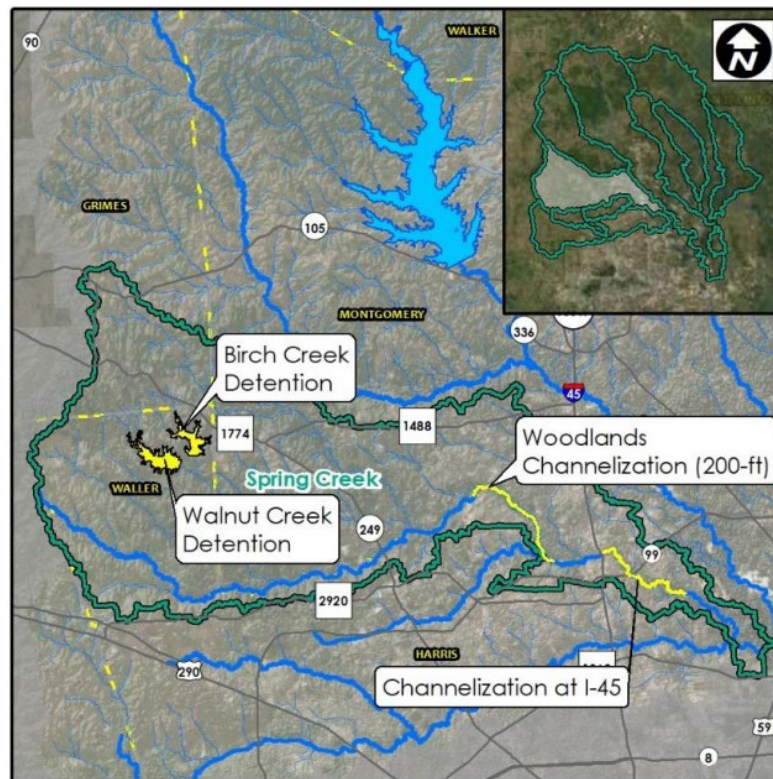 90
WALKER
N
GRIMES
105
MONTGOMERY
336
Birch Creek
Detention
45
1774
1488
Woodlands
Channelization (200-ft)
Spring Creek
WALLER
Walnut Creek
Detention
249
99
2920
HARRIS
290
Channelization at I-45
59
8